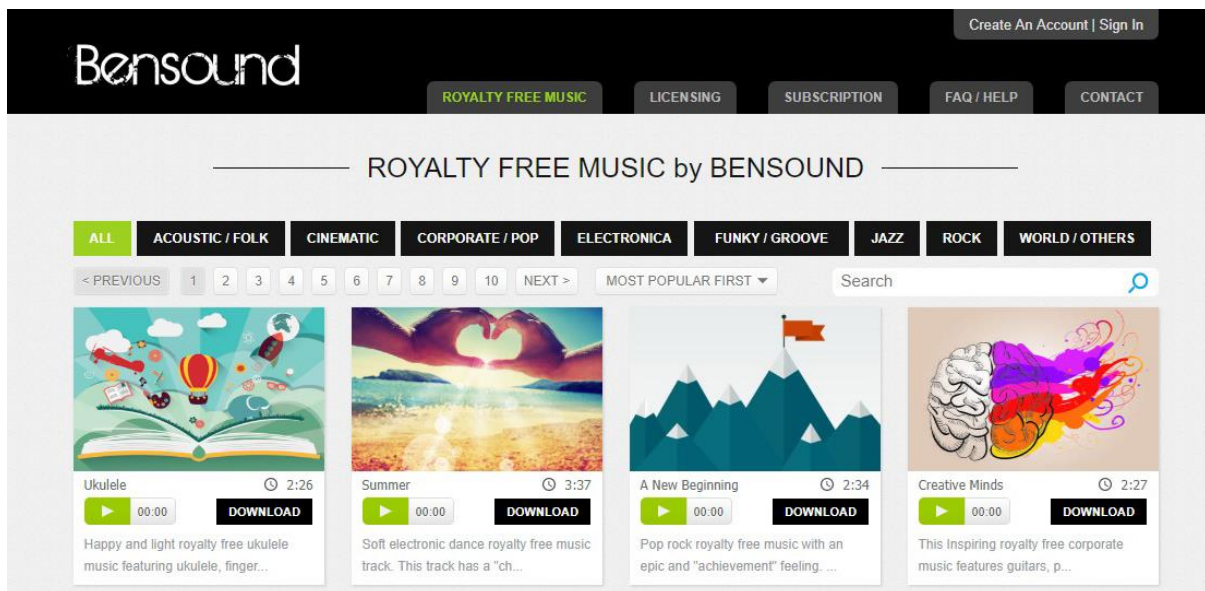 Create An Account | Sign In
Bensound
ROYALTY FREE MUSIC LICENSING SUBSCRIPTION FAQ / HELP CONTACT
ROYALTY FREE MUSIC by BENSOUND
ALL ACOUSTIC / FOLK CINEMATIC CORPORATE / POP ELECTRONICA FUNKY / GROOVE JAZZ ROCK WORLD / OTHERS
< PREVIOUS 1 2 3 4 5 6 7 8 9 10 NEXT > MOST POPULAR FIRST Search
Ukulele 2:26
00:00 DOWNLOAD
Happy and light royalty free ukulele
music featuring ukulele, finger...
Summer 3:37
00:00 DOWNLOAD
Soft electronic dance royalty free music
track. This track has a "ch...
A New Beginning 2:34
00:00 DOWNLOAD
Pop rock royalty free music with an
epic and "achievement" feeling. ...
Creative Minds 2:27
00:00 DOWNLOAD
This Inspiring royalty free corporate
music features guitars, p...